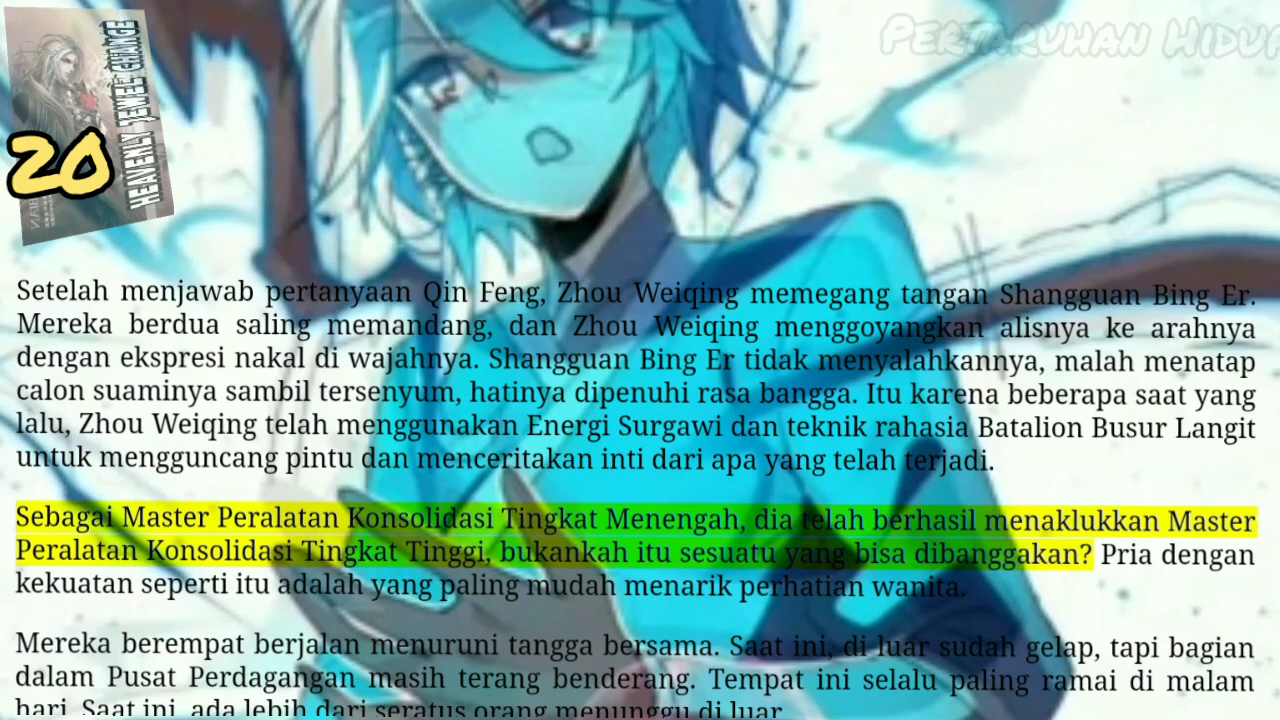 Pertaruhan Hidup
HEAVENLY JEWEL CHANGE
20
Setelah menjawab pertanyaan Qin Feng, Zhou Weiqing memegang tangan Shangguan Bing Er.
Mereka berdua saling memandang, dan Zhou Weiqing menggoyangkan alisnya ke arahnya
dengan ekspresi nakal di wajahnya. Shangguan Bing Er tidak menyalahkannya, malah menatap
calon suaminya sambil tersenyum, hatinya dipenuhi rasa bangga. Itu karena beberapa saat yang
lalu, Zhou Weiqing telah menggunakan Energi Surgawi dan teknik rahasia Batalion Busur Langit
untuk mengguncang pintu dan menceritakan inti dari apa yang telah terjadi.
Sebagai Master Peralatan Konsolidasi Tingkat Menengah, dia telah berhasil menaklukkan Master
Peralatan Konsolidasi Tingkat Tinggi, bukankah itu sesuatu yang bisa dibanggakan? Pria dengan
kekuatan seperti itu adalah yang paling mudah menarik perhatian wanita.
Mereka berempat berjalan menuruni tangga bersama. Saat ini, di luar sudah gelap, tapi bagian
dalam Pusat Perdagangan masih terang benderang. Tempat ini selalu paling ramai di malam
hari. Saat ini, ada lebih dari seratus orang menunggu di luar.